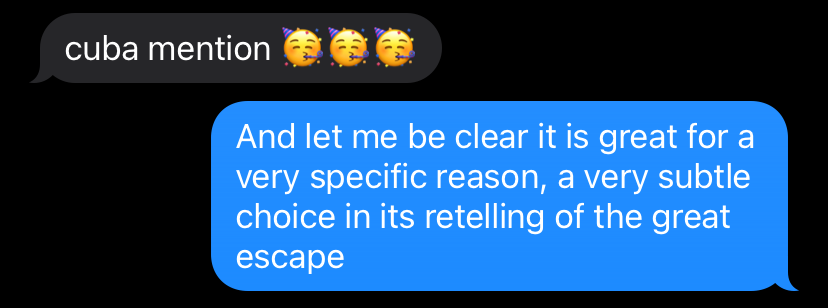 cuba mention 🥳🥳🥳
And let me be clear it is great for a
very specific reason, a very subtle
choice in its retelling of the great
escape